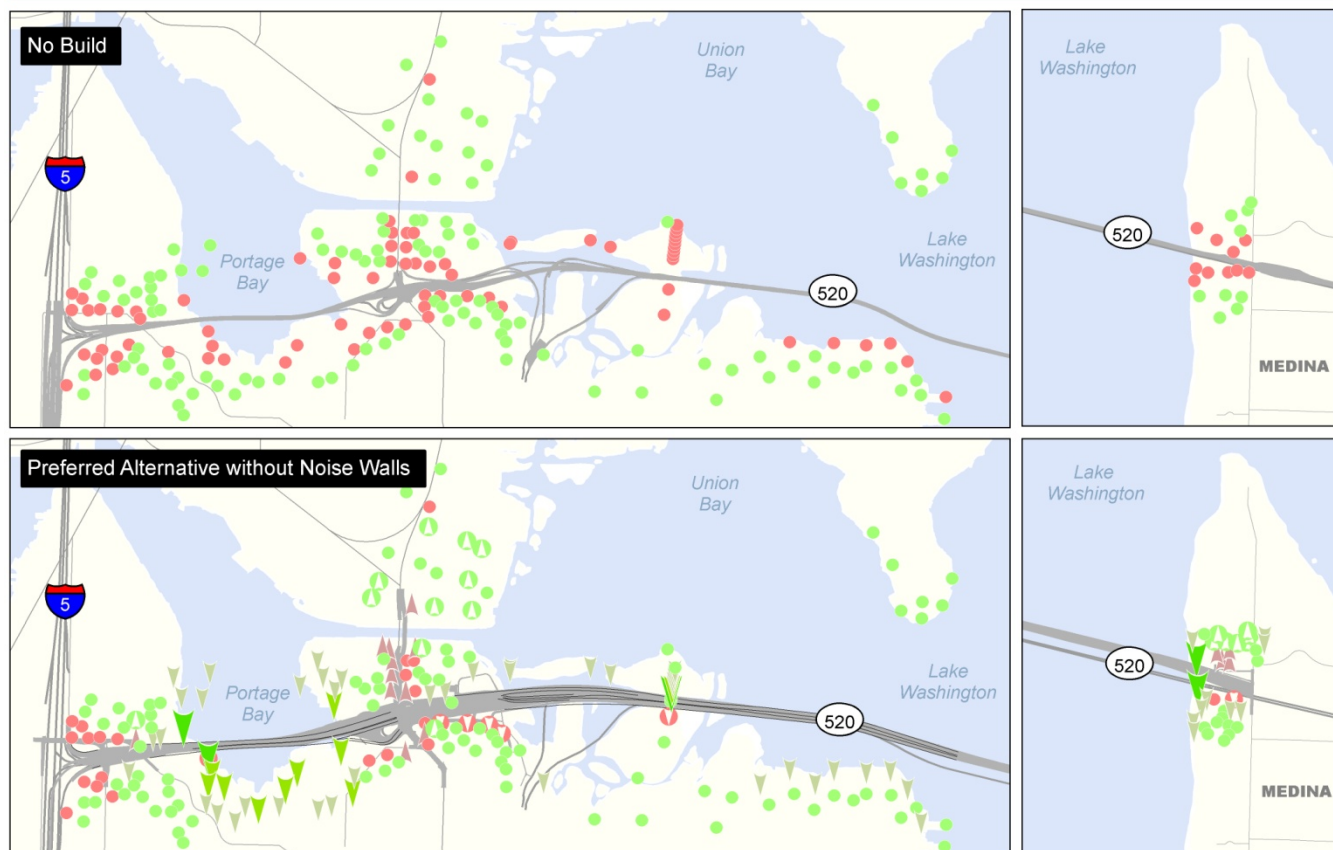 No Build
Union
Bay
Lake
Washington
5
Portage
Bay
Lake
Washington
520
520
MEDINA
Preferred Alternative without Noise Walls
Union
Bay
Lake
Washington
5
Portage
Bay
Lake
Washington
520
520
MEDINA